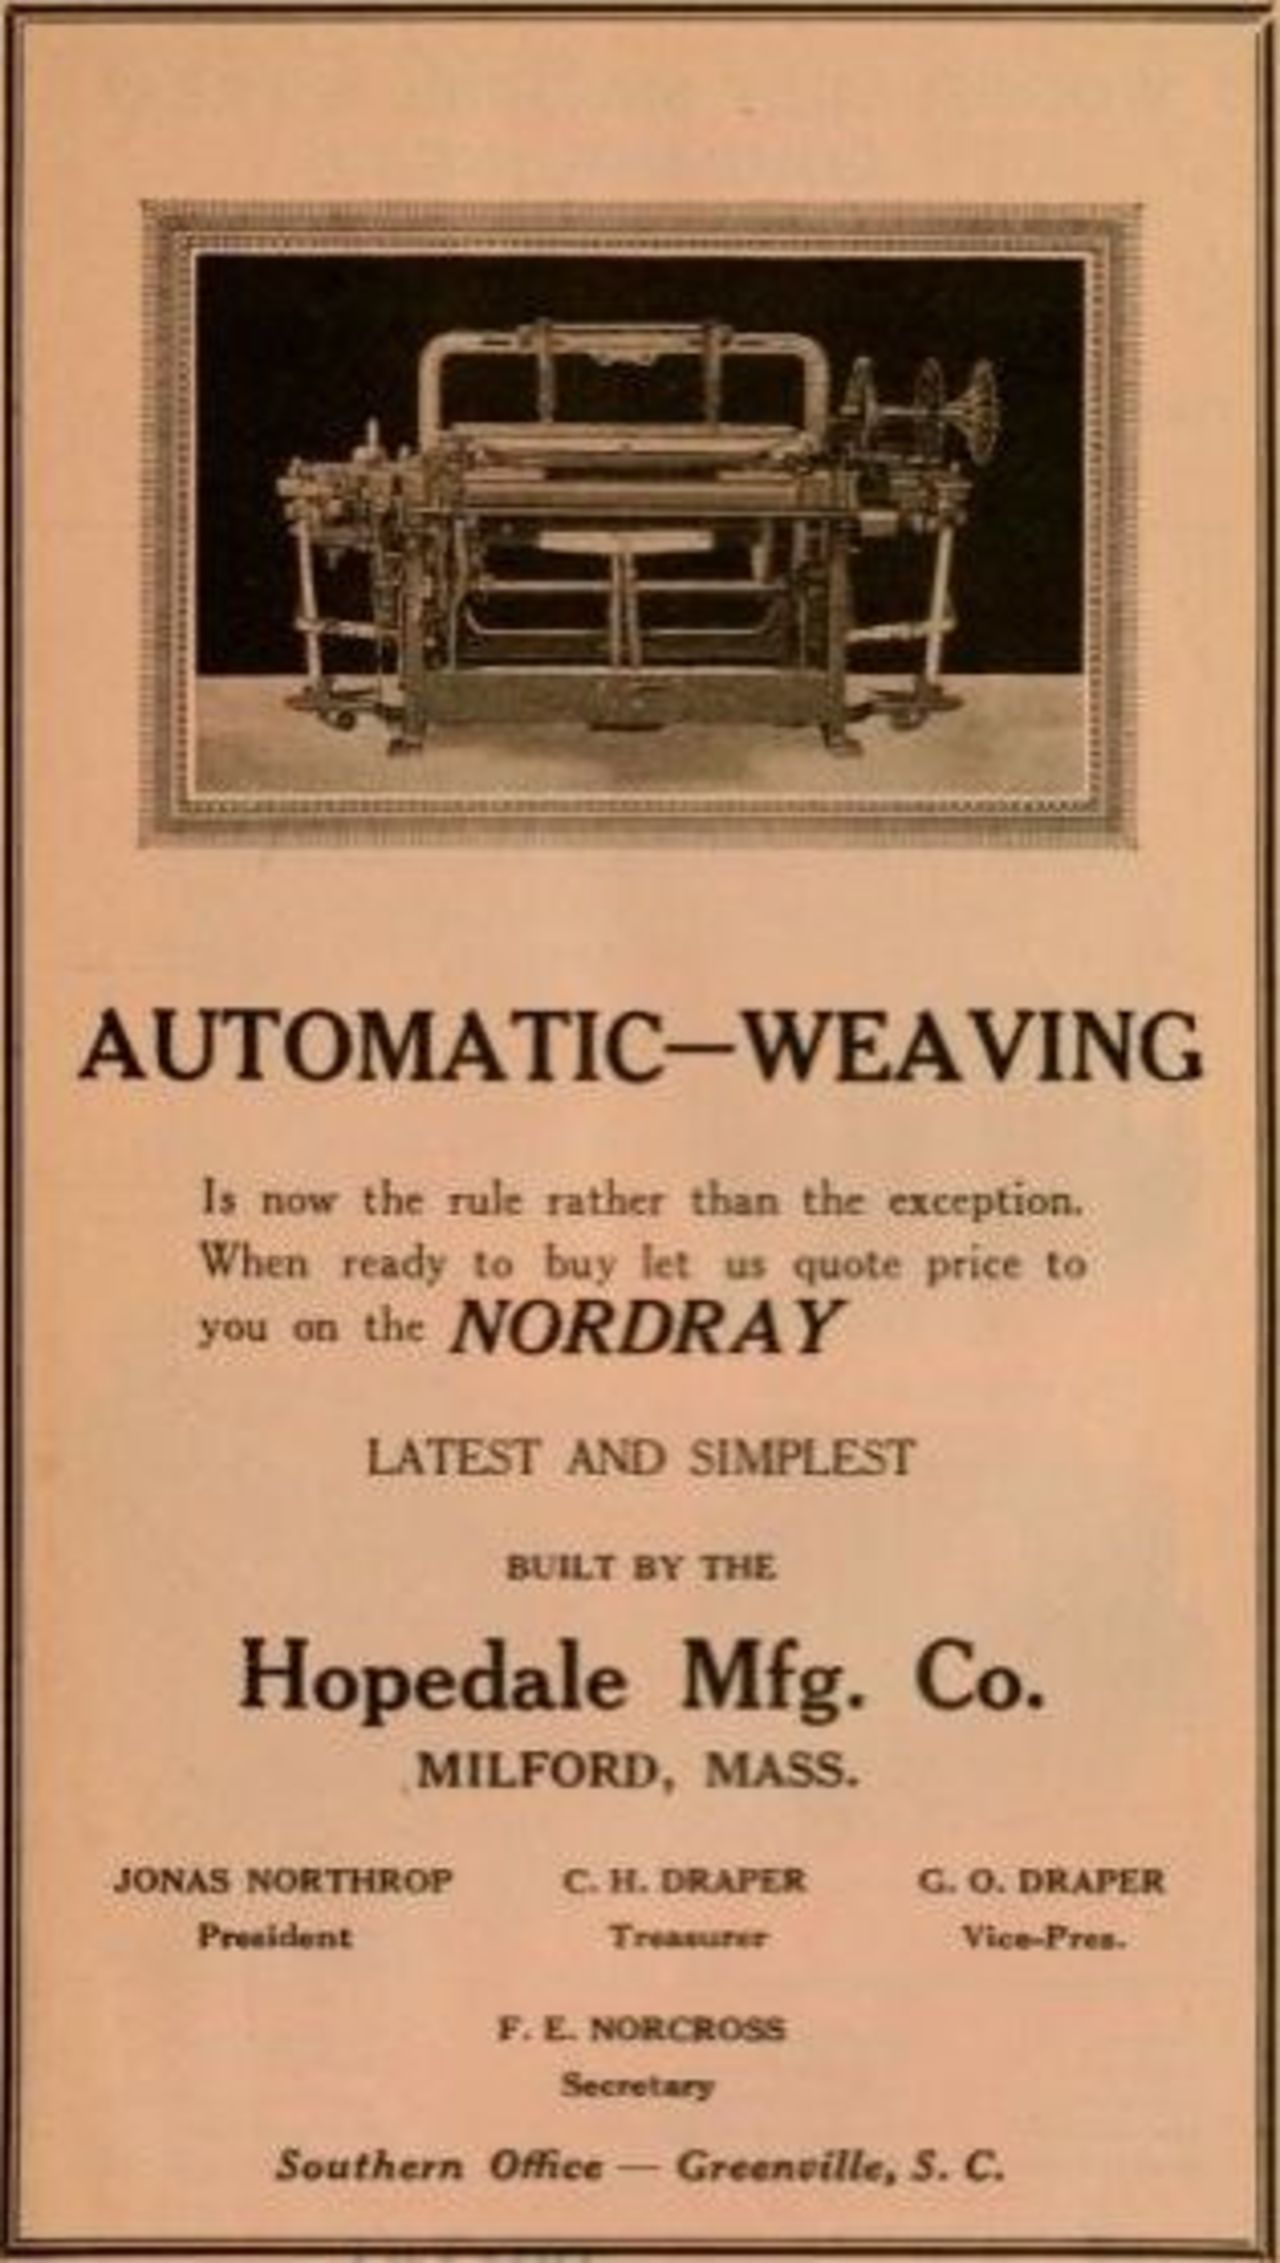 AUTOMATIC—WEAVING
Is now the rule rather than the exception.
When ready to buy let us quote price to
you on the NORDRAY
LATEST AND SIMPLEST
BUILT BY THE
Hopedale Mfg. Co.
MILFORD, MASS.
JONAS NORTHROP C. H. DRAPER G. O. DRAPER
President Treasurer Vice-Pres.
F. E. NORCROSS
Secretary
Southern Office — Greenville, S. C.